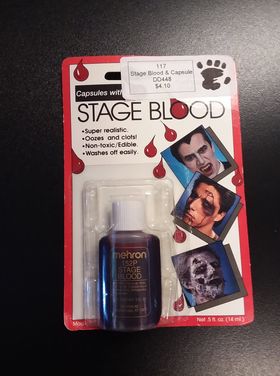 117
Stage Blood & Capsule
DD448
$4.10
Capsules with
STAGE BLOOD
•Super realistic.
•Oozes and clots!
•Non-toxic/Edible.
•Washes off easily.
mehron
152P
STAGE
BLOOD
Net .5 fl. oz. (14 ml.)